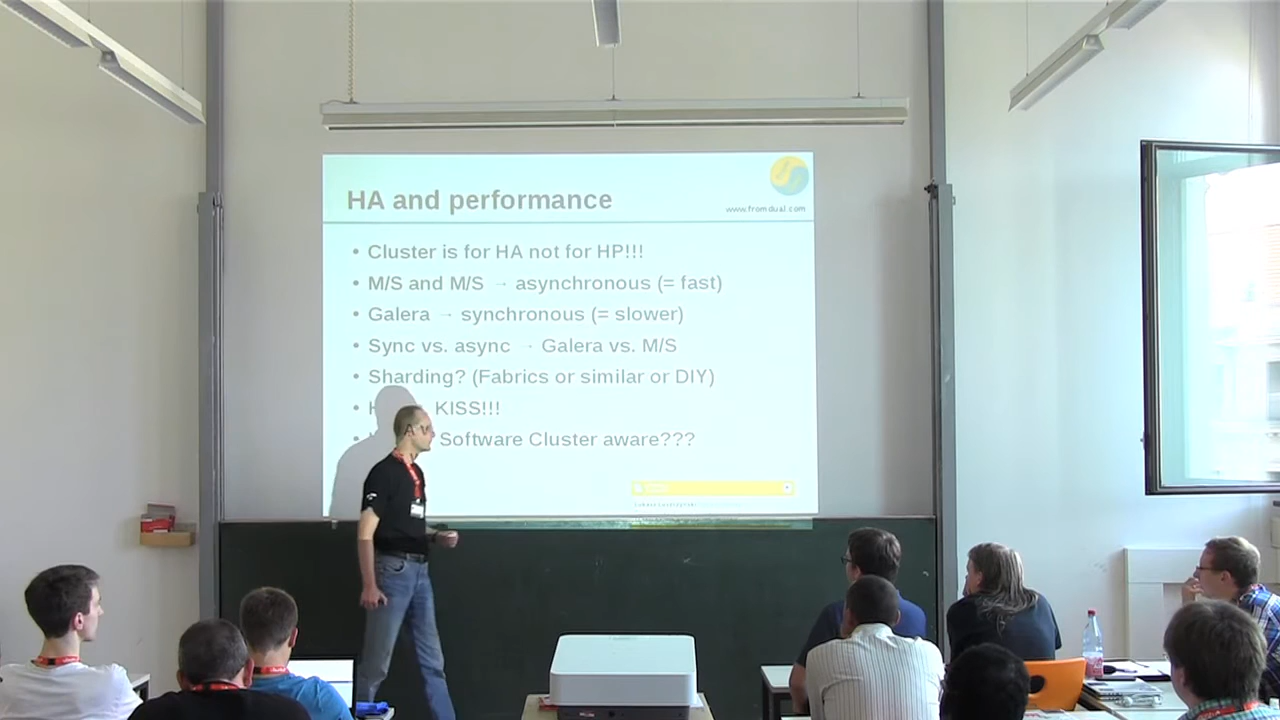 HA and performance
www.fromdual.com
• Cluster is for HA not for HP!!!
• M/S and M/S → asynchronous (= fast)
• Galera → synchronous (= slower)
• Sync vs. async → Galera vs. M/S
• Sharding? (Fabrics or similar or DIY)
• KISS!!!
• Software Cluster aware???